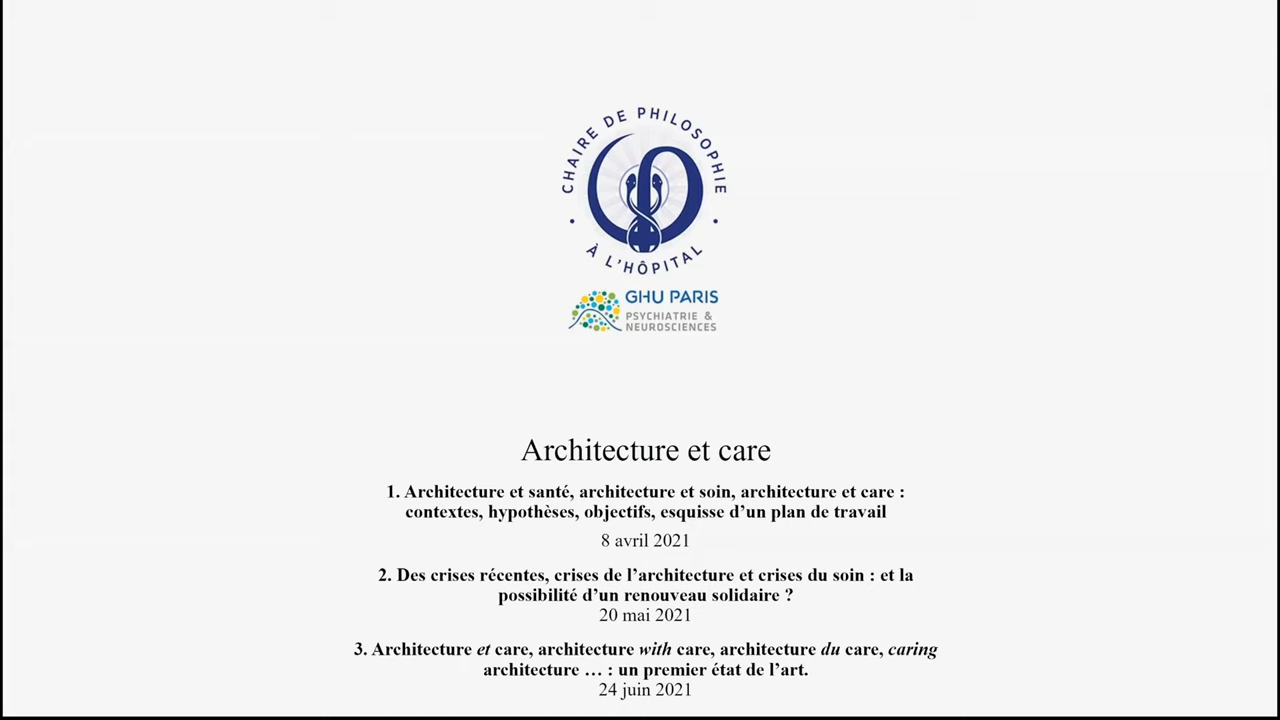 CHAIRE DE PHILOSOPHIE
À L'HÔPITAL
GHU PARIS
PSYCHIATRIE &
NEUROSCIENCES
Architecture et care
1. Architecture et santé, architecture et soin, architecture et care :
contextes, hypothèses, objectifs, esquisse d'un plan de travail
8 avril 2021
2. Des crises récentes, crises de l'architecture et crises du soin : et la
possibilité d'un renouveau solidaire ?
20 mai 2021
3. Architecture et care, architecture with care, architecture du care, caring
architecture … : un premier état de l'art.
24 juin 2021